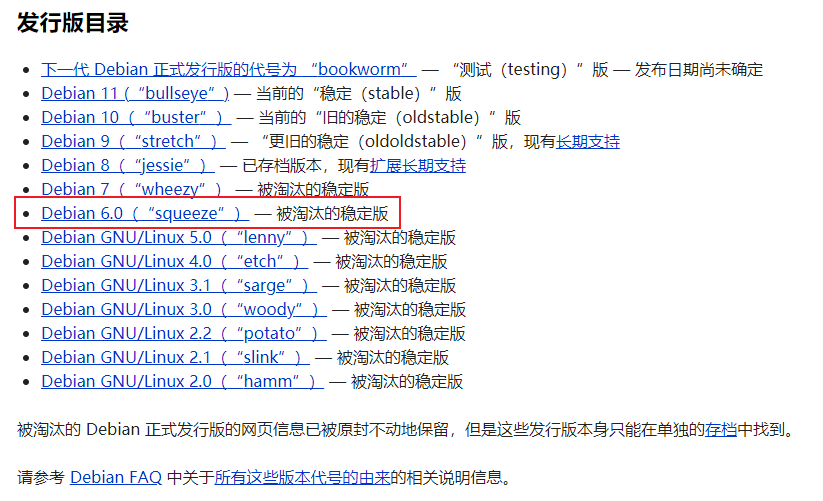 发行版目录
下一代 Debian 正式发行版的代号为 “bookworm” — “测试（testing）”版 — 发布日期尚未确定
Debian 11 (“bullseye”) — 当前的“稳定（stable）”版
Debian 10（“buster”） — 当前的“旧的稳定（oldstable）”版
Debian 9（“stretch”） — “更旧的稳定（oldoldstable）”版，现有长期支持
Debian 8（“jessie”） — 已存档版本，现有扩展长期支持
Debian 7（“wheezy”） — 被淘汰的稳定版
Debian 6.0（“squeeze”） — 被淘汰的稳定版
Debian GNU/Linux 5.0（“lenny”） — 被淘汰的稳定版
Debian GNU/Linux 4.0（“etch”） — 被淘汰的稳定版
Debian GNU/Linux 3.1（“sarge”） — 被淘汰的稳定版
Debian GNU/Linux 3.0（“woody”） — 被淘汰的稳定版
Debian GNU/Linux 2.2（“potato”） — 被淘汰的稳定版
Debian GNU/Linux 2.1（“slink”） — 被淘汰的稳定版
Debian GNU/Linux 2.0（“hamm”） — 被淘汰的稳定版
被淘汰的 Debian 正式发行版的网页信息已被原封不动地保留，但是这些发行版本身只能在单独的存档中找到。
请参考 Debian FAQ 中关于所有这些版本代号的由来的相关说明信息。